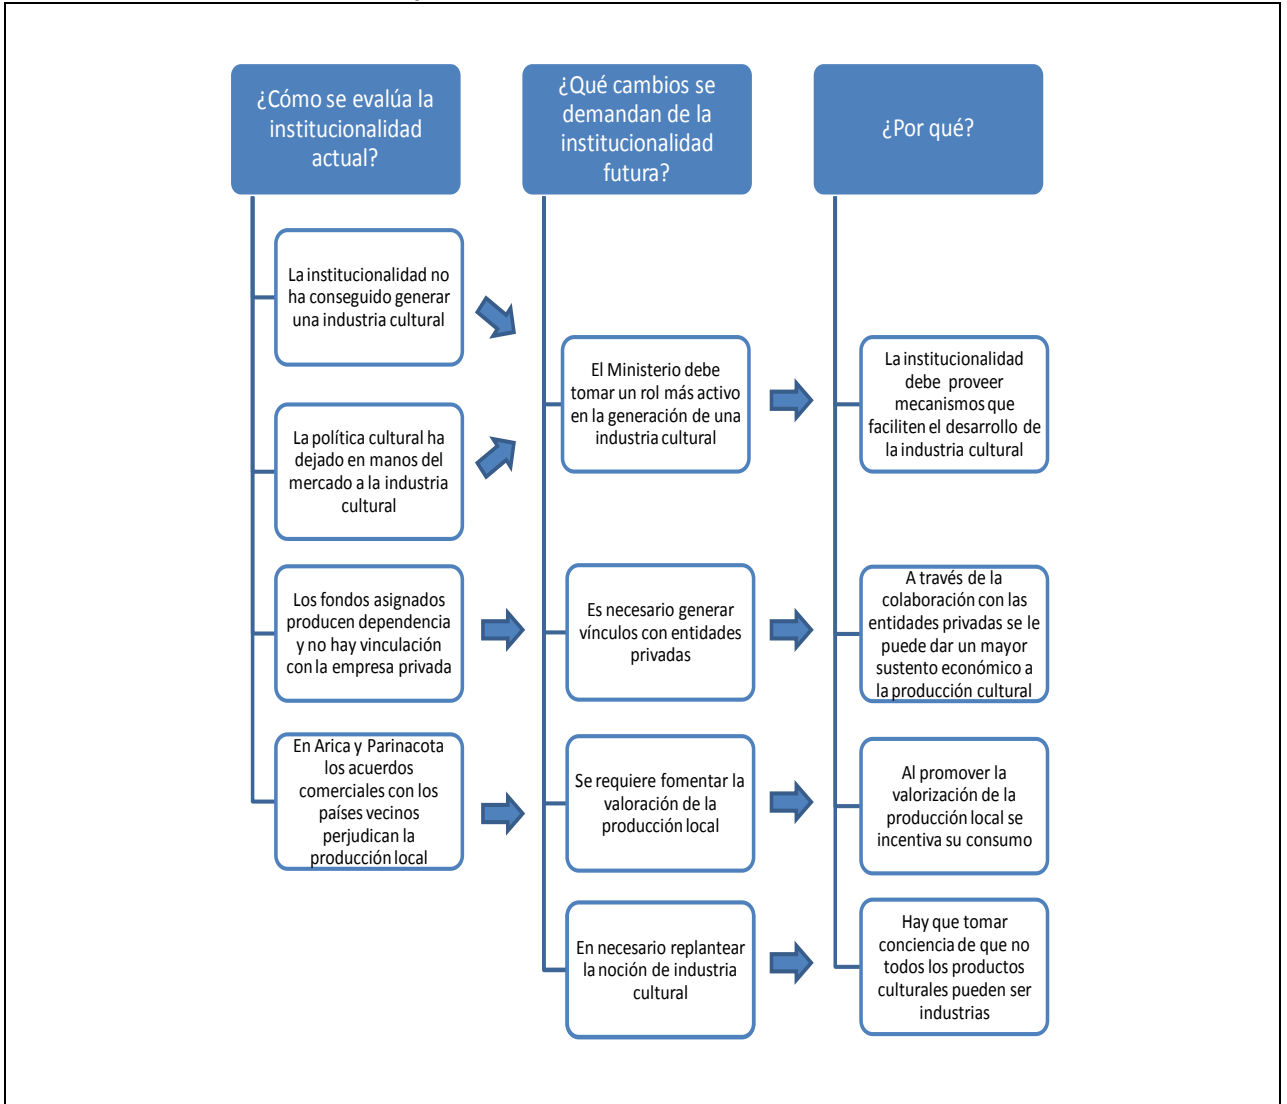 ¿Cómo se evalúa la
institucionalidad
actual?
La institucionalidad no
ha conseguido generar
una industria cultural
La política cultural ha
dejado en manos del
mercado a la industria
cultural
Los fondos asignados
producen dependencia
y no hay vinculación
con la empresa privada
En Arica y Parinacota
los acuerdos
comerciales con los
países vecinos
perjudican la
producción local
¿Qué cambios se
demandan de la
institucionalidad
futura?
El Ministerio debe
tomar un rol más activo
en la generación de una
industria cultural
Es necesario generar
vínculos con entidades
privadas
Se requiere fomentar la
valoración de la
producción local
En necesario replantear
la noción de industria
cultural
¿Por qué?
La institucionalidad
debe proveer
mecanismos que
faciliten el desarrollo de
la industria cultural
A través de la
colaboración con las
entidades privadas se le
puede dar un mayor
sustento económico a
la producción cultural
Al promover la
valorización de la
producción local se
incentiva su consumo
Hay que tomar
conciencia de que no
todos los productos
culturales pueden ser
industrias